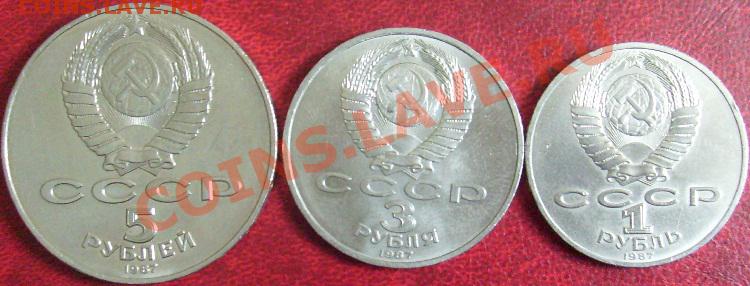 COINS.LAVE.RU
COINS.LAVE.RU
СССР
5
РУБЛЕЙ
1987
СССР
3
РУБЛЯ
1987
СССР
1
РУБЛЬ
1987